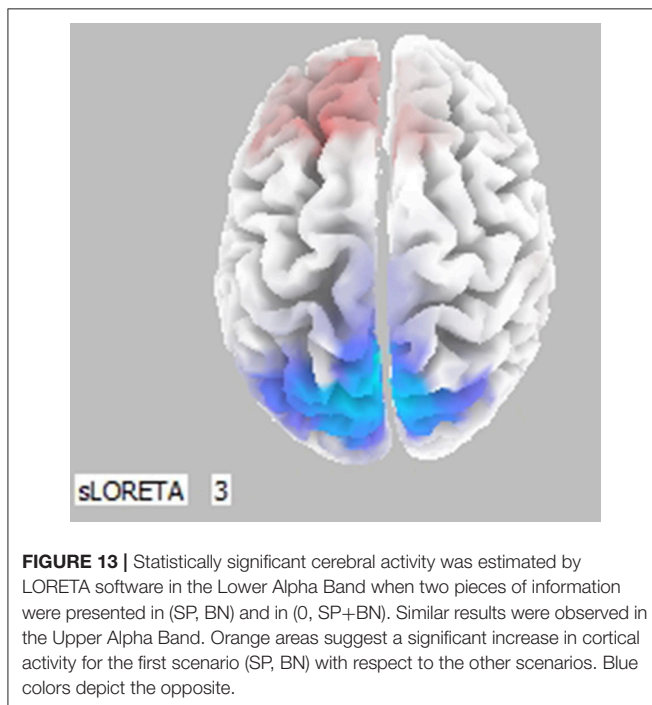 sLORETA 3
FIGURE 13 | Statistically significant cerebral activity was estimated by
LORETA software in the Lower Alpha Band when two pieces of information
were presented in (SP, BN) and in (0, SP+BN). Similar results were observed in
the Upper Alpha Band. Orange areas suggest a significant increase in cortical
activity for the first scenario (SP, BN) with respect to the other scenarios. Blue
colors depict the opposite.